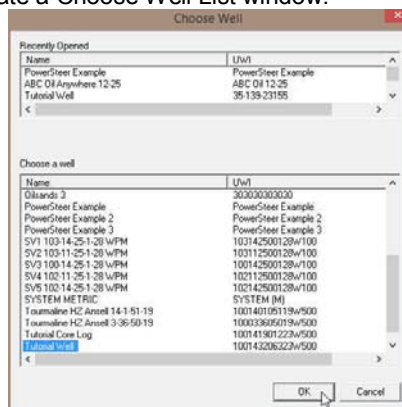 ate a Choose Well List window.
Choose Well
Recently Opened
Name UWI
PowerSteer Example PowerSteer Example
ABC Oil Anywhere 12-25 ABC Oil 12-25
Tutorial Well 35-139-23155
Choose a well
Name UWI
Oilsands 3 303030303030
PowerSteer Example PowerSteer Example
PowerSteer Example 2 PowerSteer Example 2
PowerSteer Example 3 PowerSteer Example 3
SV1 103-14-25-1-28 WPM 103142500128W100
SV2 103-11-25-1-28 WPM 103112500128W100
SV3 100-14-25-1-28 WPM 100142500128W100
SV4 102-11-25-1-28 WPM 102112500128W100
SV5 102-14-25-1-28 WPM 102142500128W100
SYSTEM METRIC SYSTEM (M)
Tourmaline HZ Ansell 14-1-51-19 100140105119W500
Tourmaline HZ Ansell 3-36-50-19 100033605019W500
Tutorial Core Log 100141901223W500
Tutorial Well 100143206323W500
OK Cancel